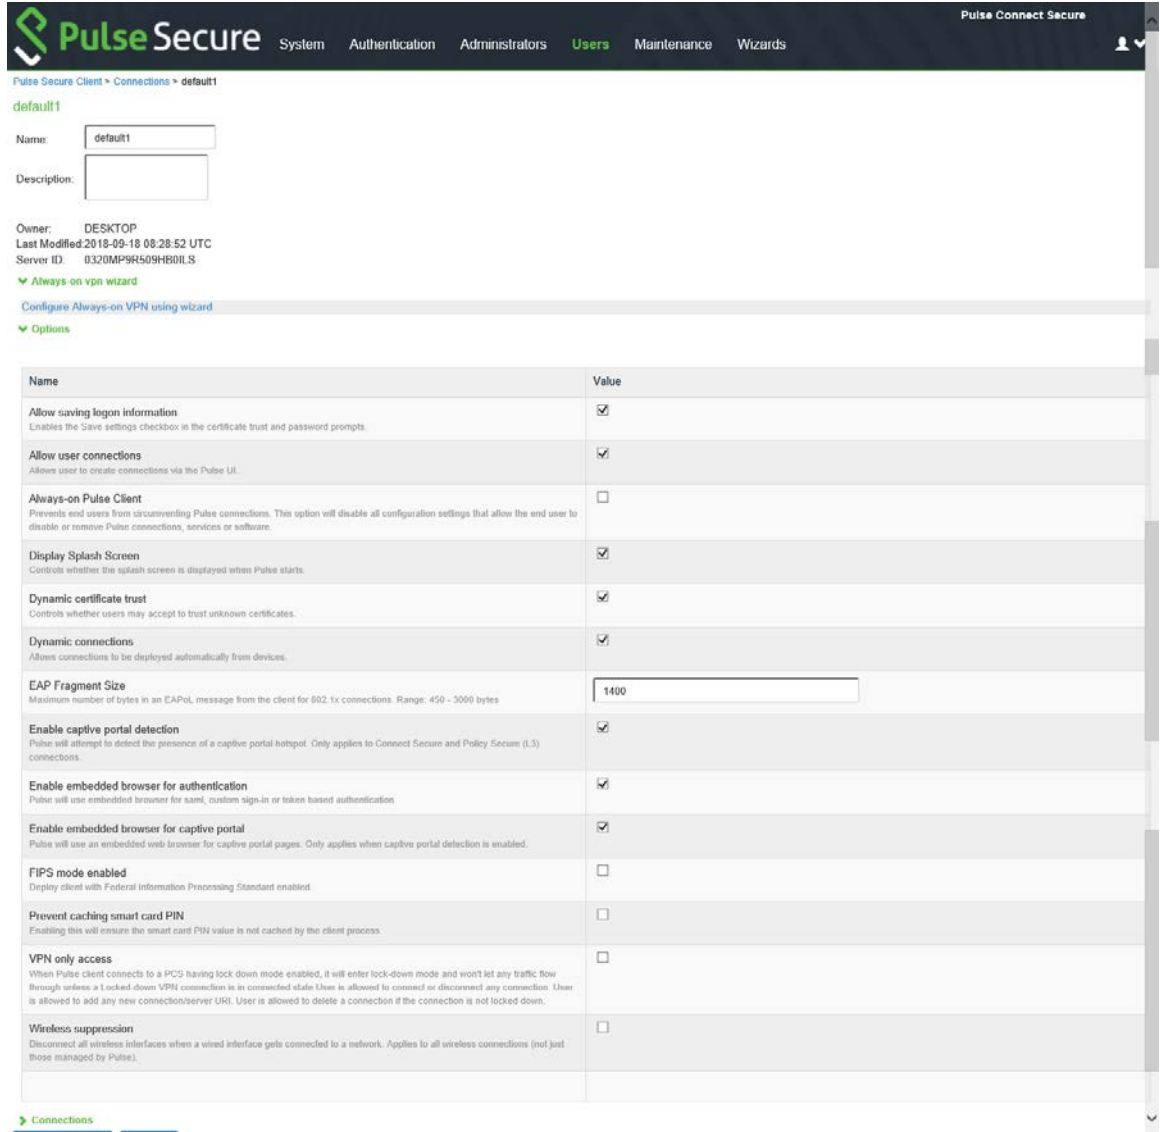 Pulse Connect Secure
Pulse Secure System Authentication Administrators Users Maintenance Wizards
Pulse Secure Client > Connections > default1
default1
Name: default1
Description:
Owner: DESKTOP
Last Modified:2018-09-18 08:28:52 UTC
Server ID: 0320MP9R509HB0ILS
Always on vpn wizard
Configure Always-on VPN using wizard
Options
Name Value
Allow saving logon information
Enables the Save settings checkbox in the certificate trust and password prompts.
Allow user connections
Allows user to create connections via the Pulse UI.
Always-on Pulse Client
Prevents end users from circumventing Pulse connections. This option will disable all configuration settings that allow the end user to
disable or remove Pulse connections, services or software.
Display Splash Screen
Controls whether the splash screen is displayed when Pulse starts.
Dynamic certificate trust
Controls whether users may accept to trust unknown certificates.
Dynamic connections
Allows connections to be deployed automatically from devices.
EAP Fragment Size 1400
Maximum number of bytes in an EAPoL message from the client for 802.1x connections. Range: 450 - 3000 bytes
Enable captive portal detection
Pulse will attempt to detect the presence of a captive portal hotspot. Only applies to Connect Secure and Policy Secure (L3)
connections.
Enable embedded browser for authentication
Pulse will use embedded browser for saml, custom sign-in or token based authentication.
Enable embedded browser for captive portal
Pulse will use an embedded web browser for captive portal pages. Only applies when captive portal detection is enabled.
FIPS mode enabled
Deploy client with Federal Information Processing Standard enabled.
Prevent caching smart card PIN
Enabling this will ensure the smart card PIN value is not cached by the client process.
VPN only access
When Pulse client connects to a PCS having lock down mode enabled, it will enter lock-down mode and won't let any traffic flow
through unless a Locked down VPN connection is in connected state User is allowed to connect or disconnect any connection. User
is allowed to add any new connection/server URI. User is allowed to delete a connection if the connection is not locked down.
Wireless suppression
Disconnect all wireless interfaces when a wired interface gets connected to a network. Applies to all wireless connections (not just
those managed by Pulse).
Connections